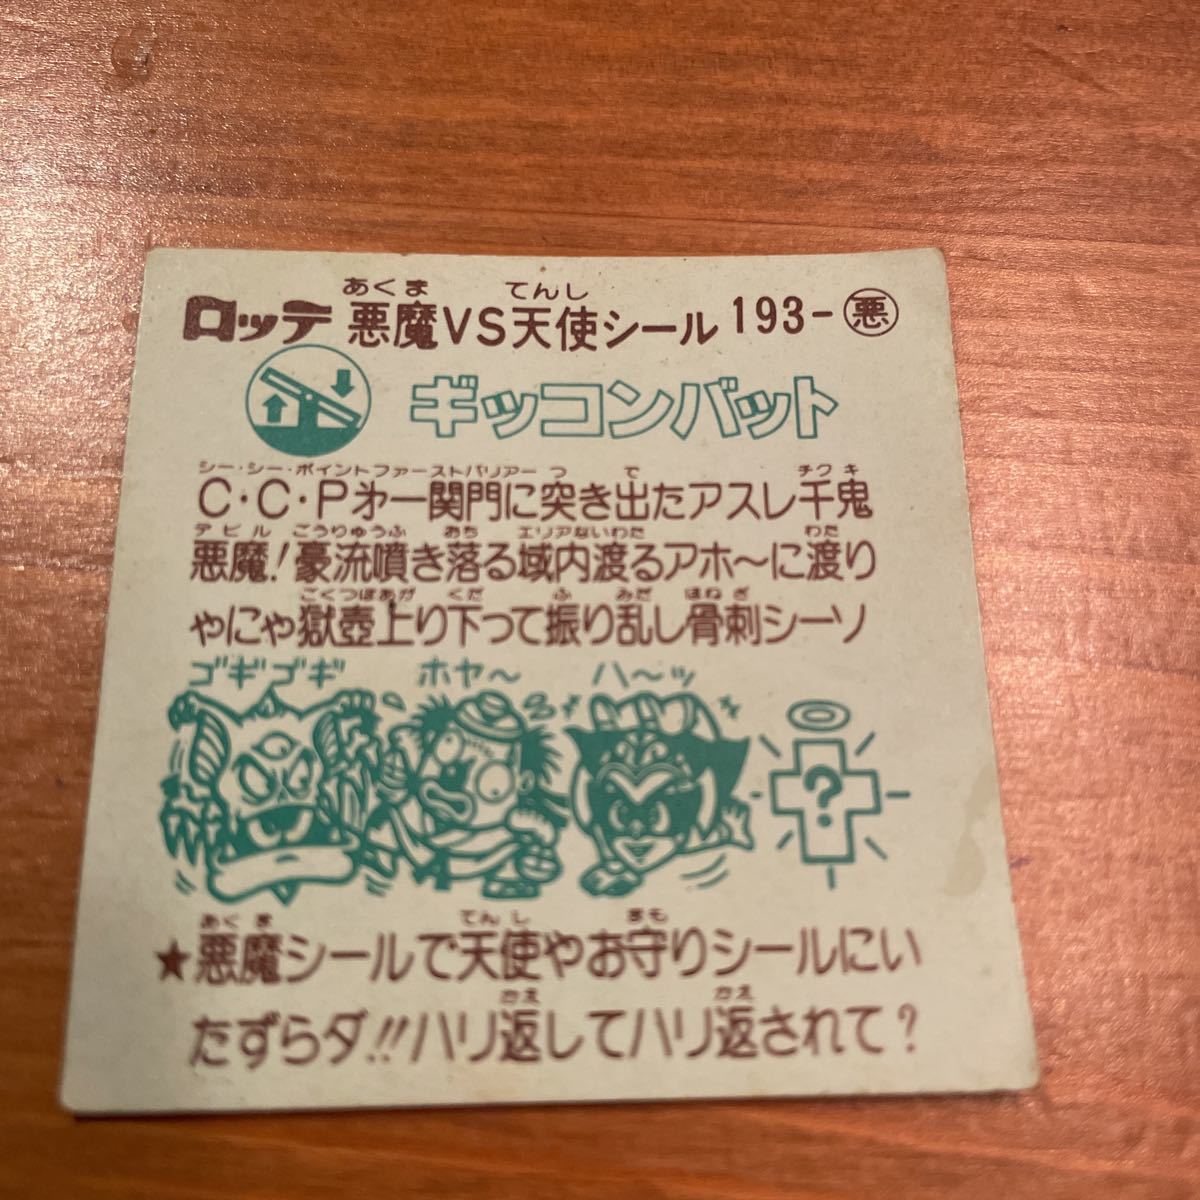 あくま てんし
ロッテ 悪魔VS天使シール 193-悪
ギッコンバット
シー・シー・ポイントファーストバリアー つ で チクキ
C・C・P㐧一関門に突き出たアスレ千鬼
デビル ごうりゅうふ おち エリアないわた わた
悪魔!豪流噴き落る域内渡るアホ〜に渡り
ごくつぼあが くだ ふ みだ ほねざ
ゃにゃ獄壺上り下って振り乱し骨刺シーソ
ゴギゴギ ホヤ〜 ハ〜ッ
?
あくま てんし まも
★悪魔シールで天使やお守りシールにい
かえ かえ
たずらダ!!ハリ返してハリ返されて?